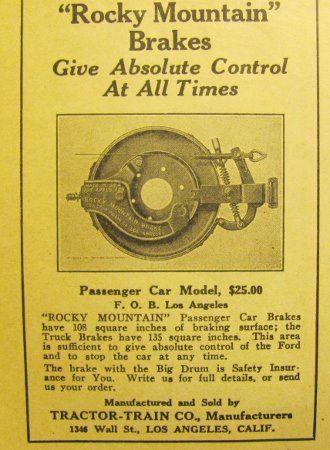 "Rocky Mountain"
Brakes
Give Absolute Control
At All Times
ROCKY MOUNTAIN BRAKE
Passenger Car Model, $25.00
F. O. B. Los Angeles
"ROCKY MOUNTAIN" Passenger Car Brakes
have 108 square inches of braking surface; the
Truck Brakes have 135 square inches. This area
is sufficient to give absolute control of the Ford
and to stop the car at any time.
The brake with the Big Drum is Safety Insur-
ance for You. Write us for full details, or send
us your order.
Manufactured and Sold by
TRACTOR-TRAIN CO., Manufacturers
1346 Wall St., LOS ANGELES, CALIF.